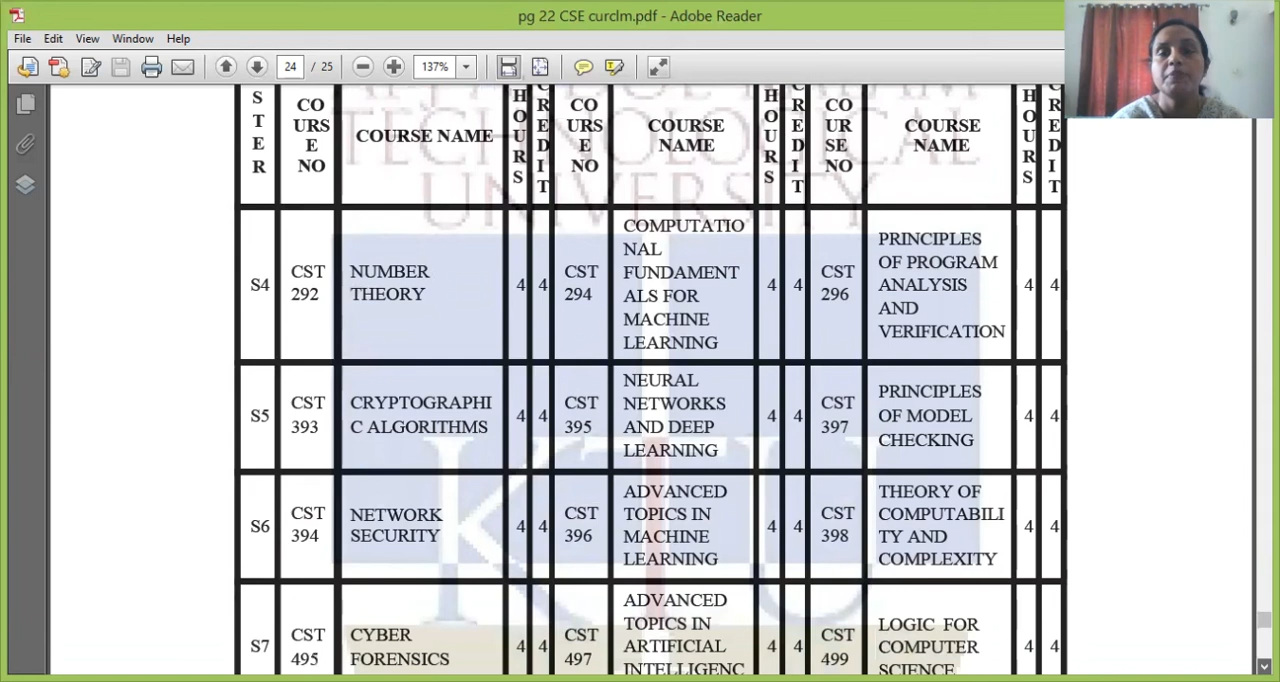 pg 22 CSE curclm.pdf - Adobe Reader
File Edit View Window Help
24 / 25 137%
S
T
E
R
CO
URS
E
NO
COURSE NAME
H
O
U
R
S
C
R
E
D
I
T
CO
URS
E
NO
COURSE
NAME
H
O
U
R
S
C
R
E
D
I
T
CO
UR
SE
NO
COURSE
NAME
H
O
U
R
S
C
R
E
D
I
T
TECHNOLOGICAL
UNIVERSITY
S4
CST
292
NUMBER
THEORY
4
4
CST
294
COMPUTATIO
NAL
FUNDAMENT
ALS FOR
MACHINE
LEARNING
4
4
CST
296
PRINCIPLES
OF PROGRAM
ANALYSIS
AND
VERIFICATION
4
4
S5
CST
393
CRYPTOGRAPHI
C ALGORITHMS
4
4
CST
395
NEURAL
NETWORKS
AND DEEP
LEARNING
4
4
CST
397
PRINCIPLES
OF MODEL
CHECKING
4
4
S6
CST
394
NETWORK
SECURITY
4
4
CST
396
ADVANCED
TOPICS IN
MACHINE
LEARNING
4
4
CST
398
THEORY OF
COMPUTABILI
TY AND
COMPLEXITY
4
4
S7
CST
495
CYBER
FORENSICS
4
4
CST
497
ADVANCED
TOPICS IN
ARTIFICIAL
INTELLIGENC
4
4
CST
499
LOGIC FOR
COMPUTER
SCIENCE
4
4
KTU